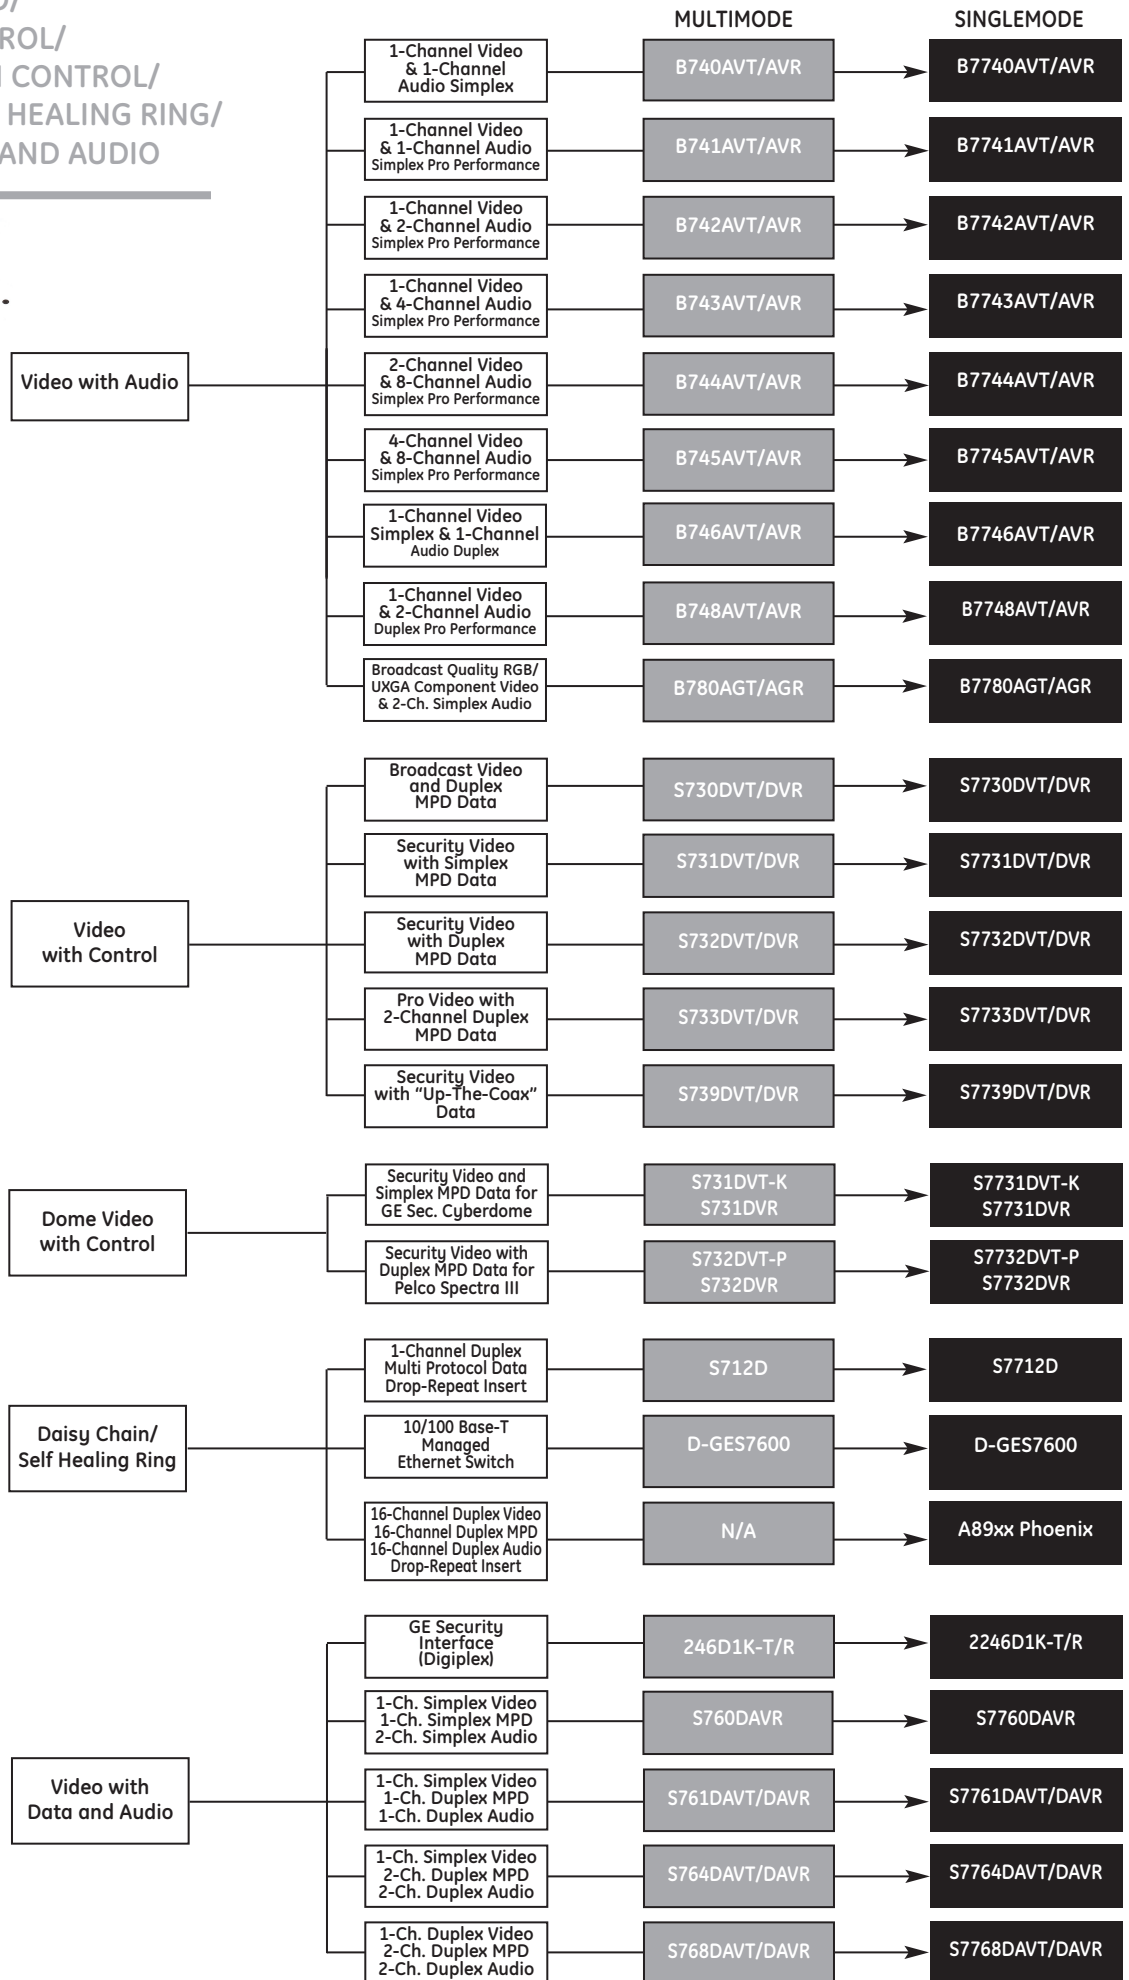 ROL/
CONTROL/
HEALING RING/
AND AUDIO
MULTIMODE
SINGLEMODE
Video with Audio
1-Channel Video
& 1-Channel
Audio Simplex
B740AVT/AVR
B7740AVT/AVR
1-Channel Video
& 1-Channel Audio
Simplex Pro Performance
B741AVT/AVR
B7741AVT/AVR
1-Channel Video
& 2-Channel Audio
Simplex Pro Performance
B742AVT/AVR
B7742AVT/AVR
1-Channel Video
& 4-Channel Audio
Simplex Pro Performance
B743AVT/AVR
B7743AVT/AVR
2-Channel Video
& 8-Channel Audio
Simplex Pro Performance
B744AVT/AVR
B7744AVT/AVR
4-Channel Video
& 8-Channel Audio
Simplex Pro Performance
B745AVT/AVR
B7745AVT/AVR
1-Channel Video
Simplex & 1-Channel
Audio Duplex
B746AVT/AVR
B7746AVT/AVR
1-Channel Video
& 2-Channel Audio
Duplex Pro Performance
B748AVT/AVR
B7748AVT/AVR
Broadcast Quality RGB/
UXGA Component Video
& 2-Ch. Simplex Audio
B780AGT/AGR
B7780AGT/AGR
Video
with Control
Broadcast Video
and Duplex
MPD Data
S730DVT/DVR
S7730DVT/DVR
Security Video
with Simplex
MPD Data
S731DVT/DVR
S7731DVT/DVR
Security Video
with Duplex
MPD Data
S732DVT/DVR
S7732DVT/DVR
Pro Video with
2-Channel Duplex
MPD Data
S733DVT/DVR
S7733DVT/DVR
Security Video
with “Up-The-Coax”
Data
S739DVT/DVR
S7739DVT/DVR
Dome Video
with Control
Security Video and
Simplex MPD Data for
GE Sec. Cyberdome
S731DVT-K
S731DVR
S7731DVT-K
S7731DVR
Security Video with
Duplex MPD Data for
Pelco Spectra III
S732DVT-P
S732DVR
S7732DVT-P
S7732DVR
Daisy Chain/
Self Healing Ring
1-Channel Duplex
Multi Protocol Data
Drop-Repeat Insert
S712D
S7712D
10/100 Base-T
Managed
Ethernet Switch
D-GES7600
D-GES7600
16-Channel Duplex Video
16-Channel Duplex MPD
16-Channel Duplex Audio
Drop-Repeat Insert
N/A
A89xx Phoenix
Video with
Data and Audio
GE Security
Interface
(Digiplex)
246D1K-T/R
2246D1K-T/R
1-Ch. Simplex Video
1-Ch. Simplex MPD
2-Ch. Simplex Audio
S760DAVR
S7760DAVR
1-Ch. Simplex Video
1-Ch. Duplex MPD
1-Ch. Duplex Audio
S761DAVT/DAVR
S7761DAVT/DAVR
1-Ch. Simplex Video
2-Ch. Duplex MPD
2-Ch. Duplex Audio
S764DAVT/DAVR
S7764DAVT/DAVR
1-Ch. Duplex Video
2-Ch. Duplex MPD
2-Ch. Duplex Audio
S768DAVT/DAVR
S7768DAVT/DAVR